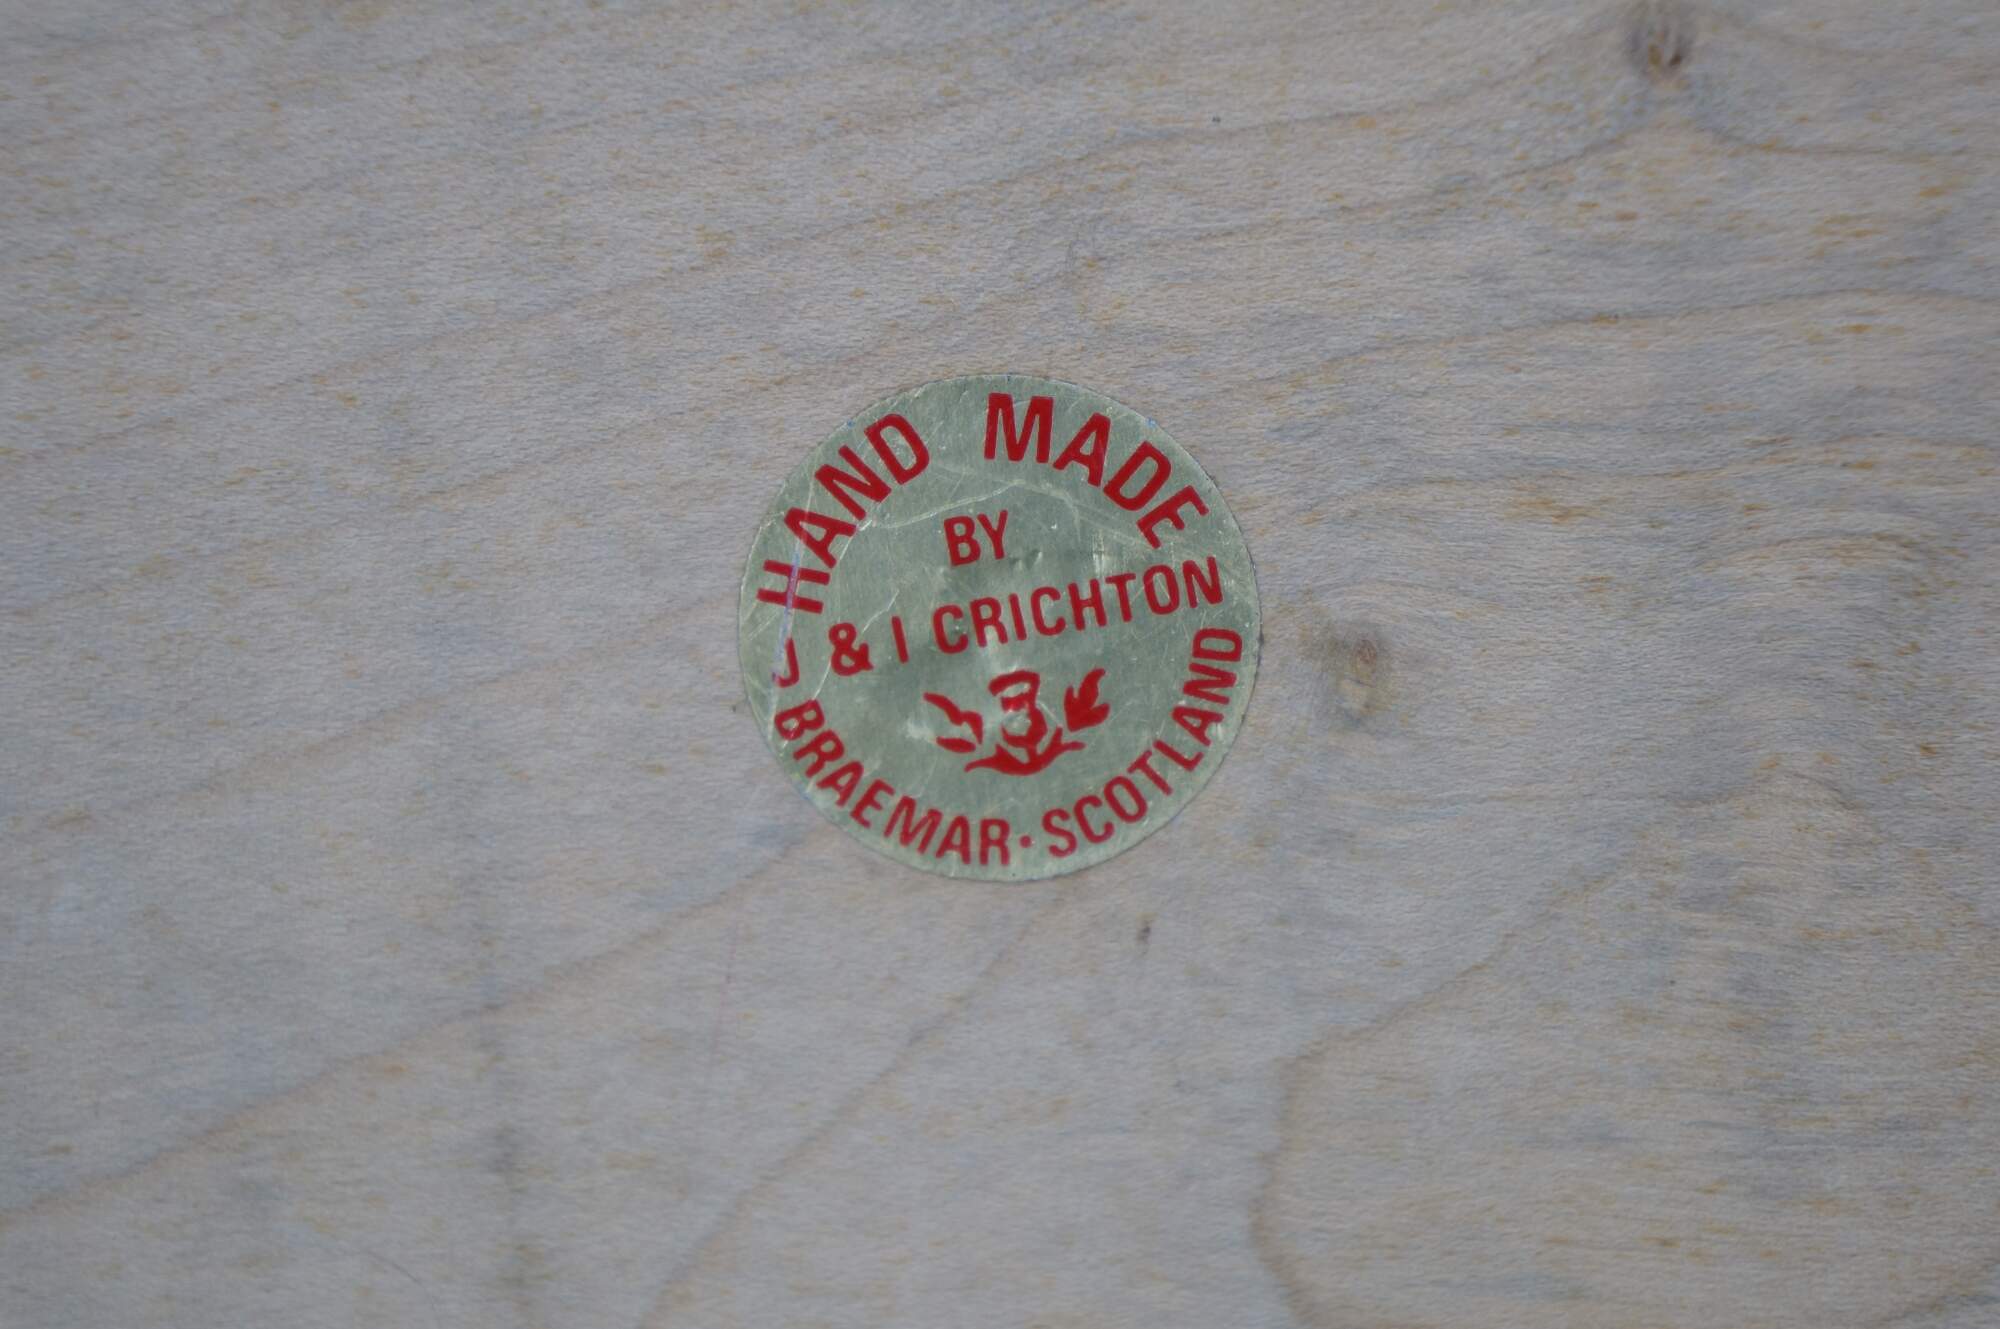 HAND MADE
BY
J & I CRICHTON
BRAEMAR · SCOTLAND